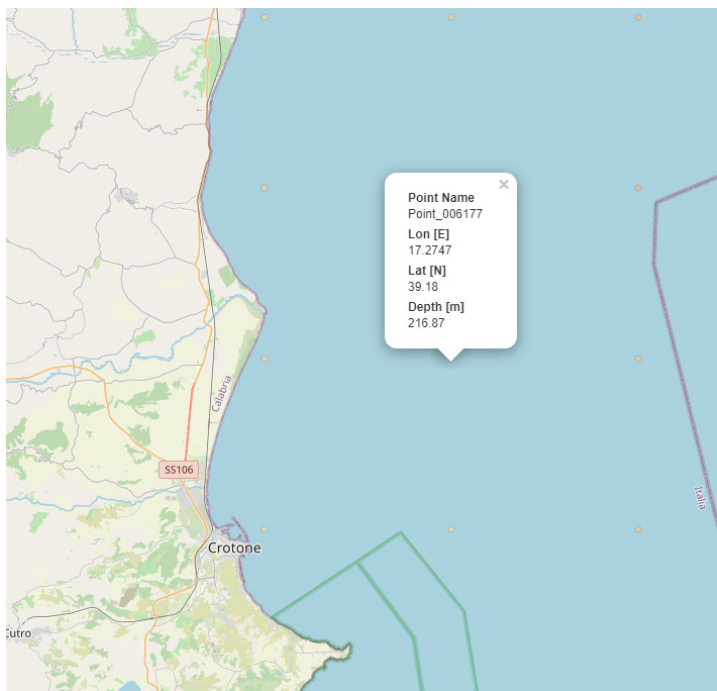 ×
Point Name
Point_006177
Lon [E]
17.2747
Lat [N]
39.18
Depth [m]
216.87
Calabria
SS106
Italia
Crotone
Cutro